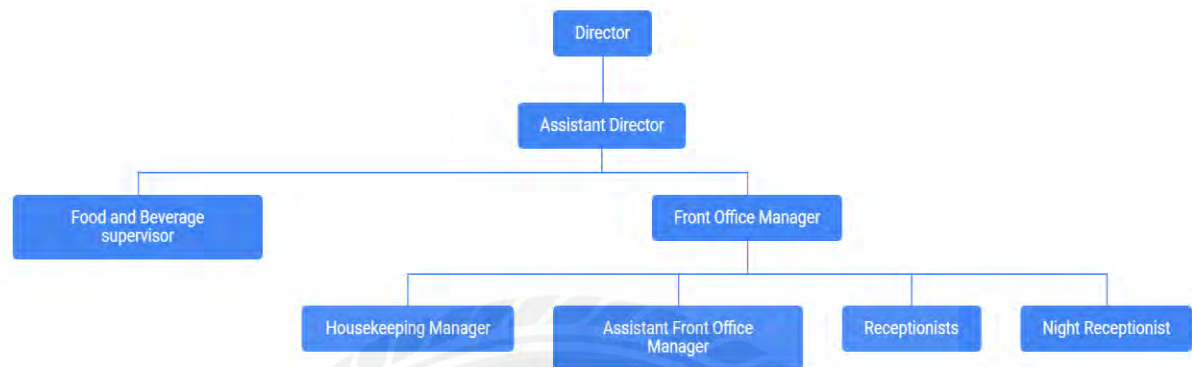 Director
Assistant Director
Food and Beverage
supervisor
Front Office Manager
Housekeeping Manager
Assistant Front Office
Manager
Receptionists
Night Receptionist